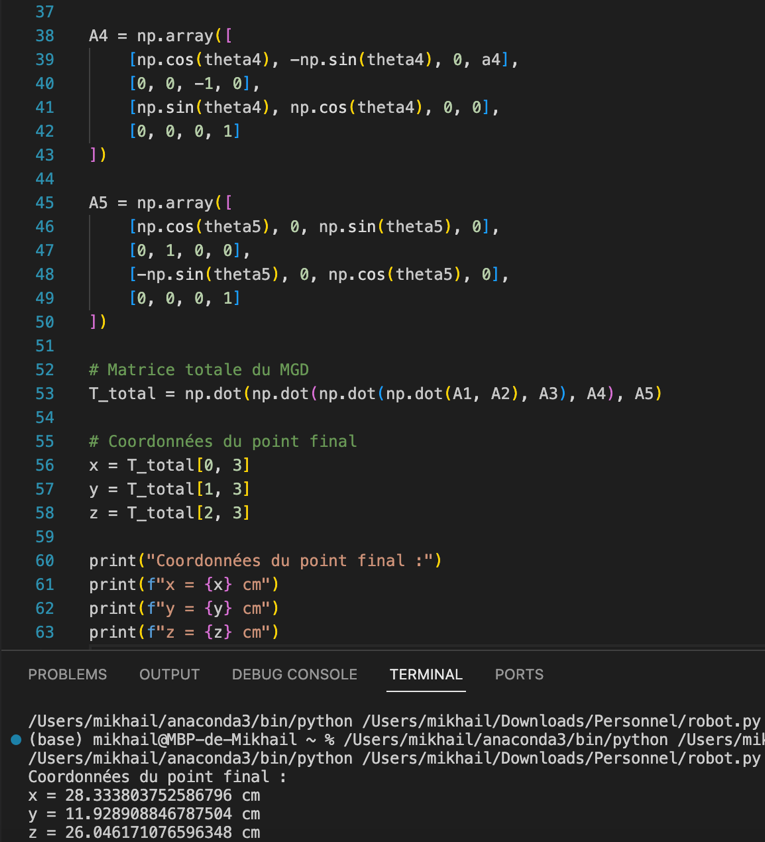 37
38 A4 = np.array([
39 [np.cos(theta4), -np.sin(theta4), 0, a4],
40 [0, 0, -1, 0],
41 [np.sin(theta4), np.cos(theta4), 0, 0],
42 [0, 0, 0, 1]
43 ])
44
45 A5 = np.array([
46 [np.cos(theta5), 0, np.sin(theta5), 0],
47 [0, 1, 0, 0],
48 [-np.sin(theta5), 0, np.cos(theta5), 0],
49 [0, 0, 0, 1]
50 ])
51
52 # Matrice totale du MGD
53 T_total = np.dot(np.dot(np.dot(np.dot(A1, A2), A3), A4), A5)
54
55 # Coordonnées du point final
56 x = T_total[0, 3]
57 y = T_total[1, 3]
58 z = T_total[2, 3]
59
60 print("Coordonnées du point final :")
61 print(f"x = {x} cm")
62 print(f"y = {y} cm")
63 print(f"z = {z} cm")
PROBLEMS OUTPUT DEBUG CONSOLE TERMINAL PORTS
/Users/mikhail/anaconda3/bin/python /Users/mikhail/Downloads/Personnel/robot.py
(base) mikhail@MBP-de-Mikhail ~ % /Users/mikhail/anaconda3/bin/python /Users/mi
/Users/mikhail/anaconda3/bin/python /Users/mikhail/Downloads/Personnel/robot.py
Coordonnées du point final :
x = 28.333803752586796 cm
y = 11.928908846787504 cm
z = 26.046171076596348 cm